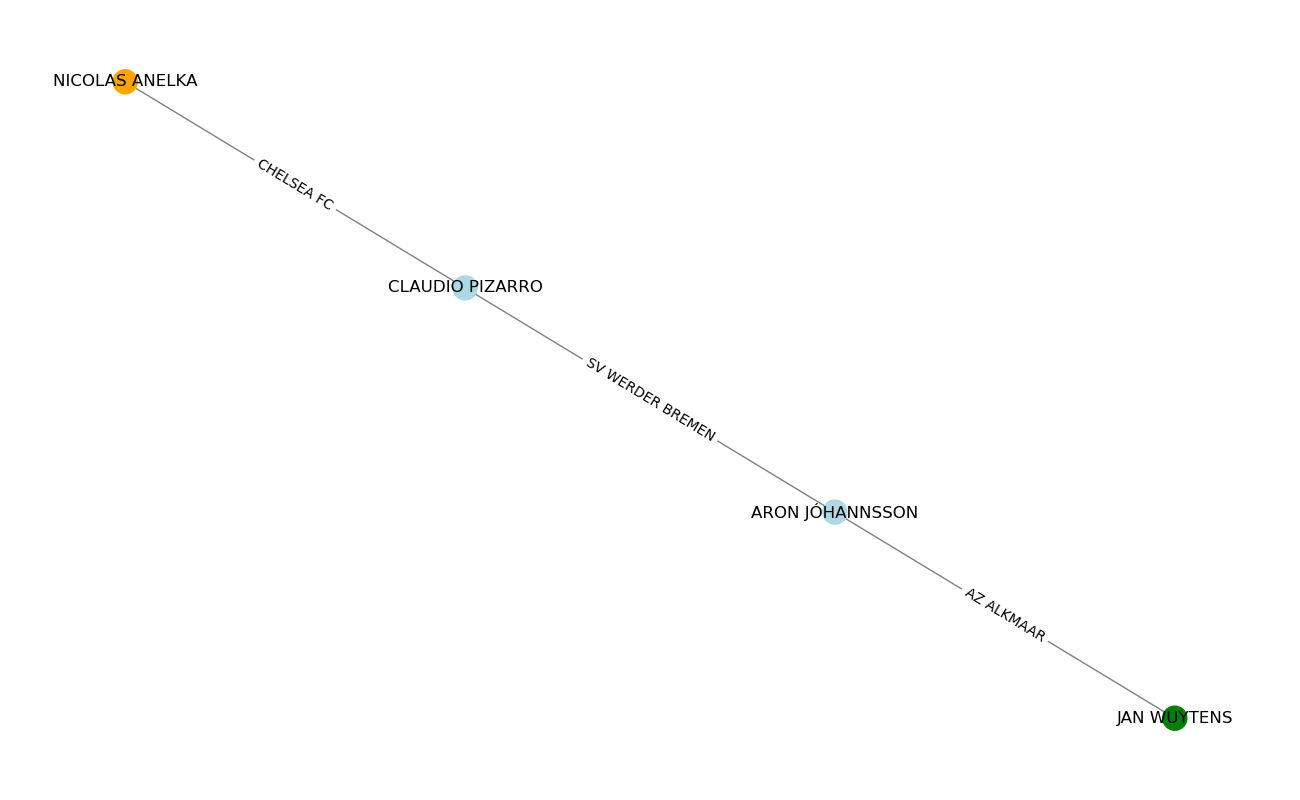 NICOLAS ANELKA
CHELSEA FC
CLAUDIO PIZARRO
SV WERDER BREMEN
ARON JÓHANNSSON
AZ ALKMAAR
JAN WUYTENS